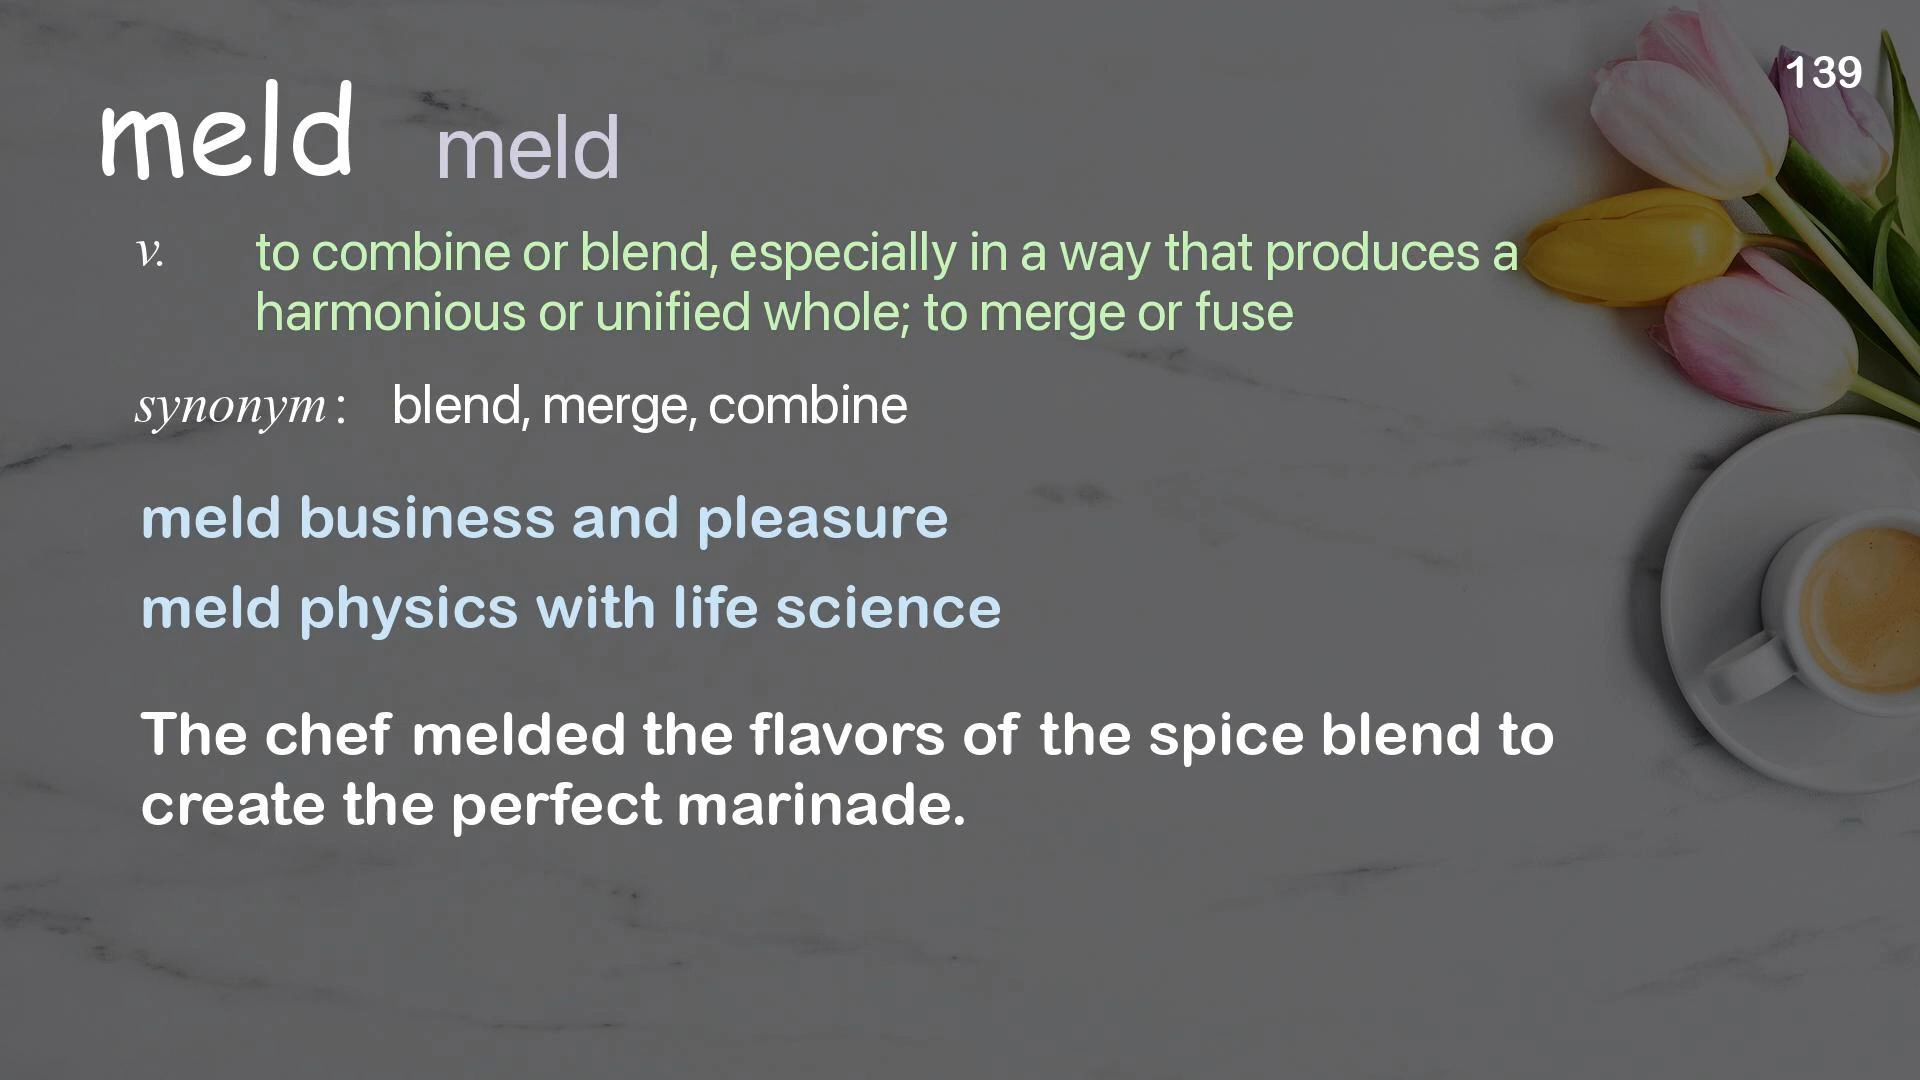 139
meld meld
v. to combine or blend, especially in a way that produces a
harmonious or unified whole; to merge or fuse
synonym : blend, merge, combine
meld business and pleasure
meld physics with life science
The chef melded the flavors of the spice blend to
create the perfect marinade.